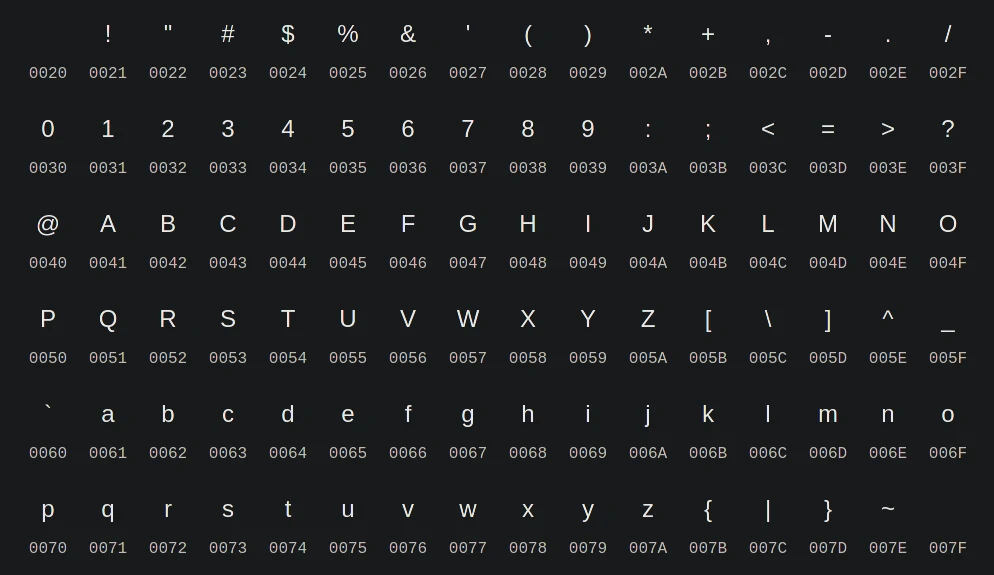 ! " # $ % & ' ( ) * + , - . /
0020 0021 0022 0023 0024 0025 0026 0027 0028 0029 002A 002B 002C 002D 002E 002F
0 1 2 3 4 5 6 7 8 9 : ; < = > ?
0030 0031 0032 0033 0034 0035 0036 0037 0038 0039 003A 003B 003C 003D 003E 003F
@ A B C D E F G H I J K L M N O
0040 0041 0042 0043 0044 0045 0046 0047 0048 0049 004A 004B 004C 004D 004E 004F
P Q R S T U V W X Y Z [ \ ] ^ _
0050 0051 0052 0053 0054 0055 0056 0057 0058 0059 005A 005B 005C 005D 005E 005F
` a b c d e f g h i j k l m n o
0060 0061 0062 0063 0064 0065 0066 0067 0068 0069 006A 006B 006C 006D 006E 006F
p q r s t u v w x y z { | } ~
0070 0071 0072 0073 0074 0075 0076 0077 0078 0079 007A 007B 007C 007D 007E 007F